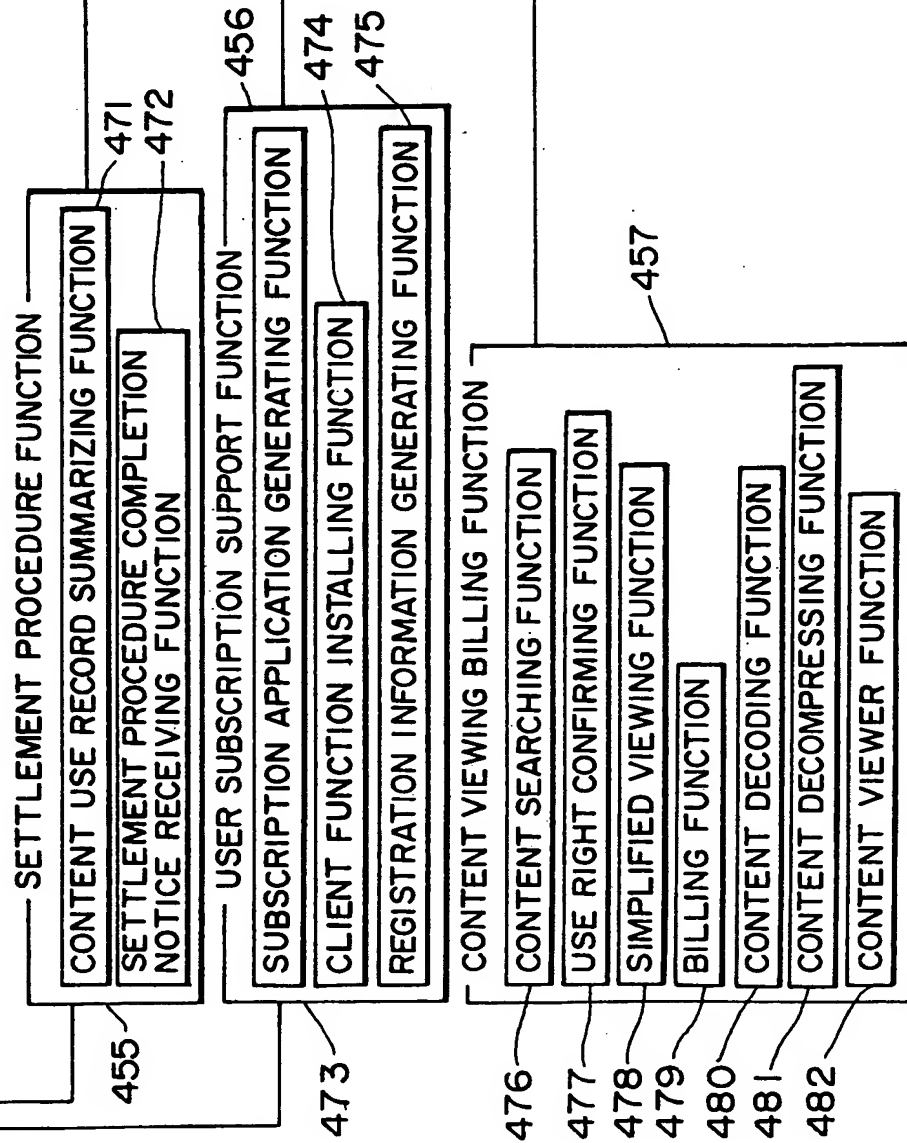 SETTLEMENT PROCEDURE FUNCTION
CONTENT USE RECORD SUMMARIZING FUNCTION
471
SETTLEMENT PROCEDURE COMPLETION
NOTICE RECEIVING FUNCTION
472
455
USER SUBSCRIPTION SUPPORT FUNCTION
456
SUBSCRIPTION APPLICATION GENERATING FUNCTION
473
CLIENT FUNCTION INSTALLING FUNCTION
474
REGISTRATION INFORMATION GENERATING FUNCTION
475
CONTENT VIEWING BILLING FUNCTION
457
476
CONTENT SEARCHING FUNCTION
477
USE RIGHT CONFIRMING FUNCTION
478
SIMPLIFIED VIEWING FUNCTION
479
BILLING FUNCTION
480
CONTENT DECODING FUNCTION
481
CONTENT DECOMPRESSING FUNCTION
482
CONTENT VIEWER FUNCTION